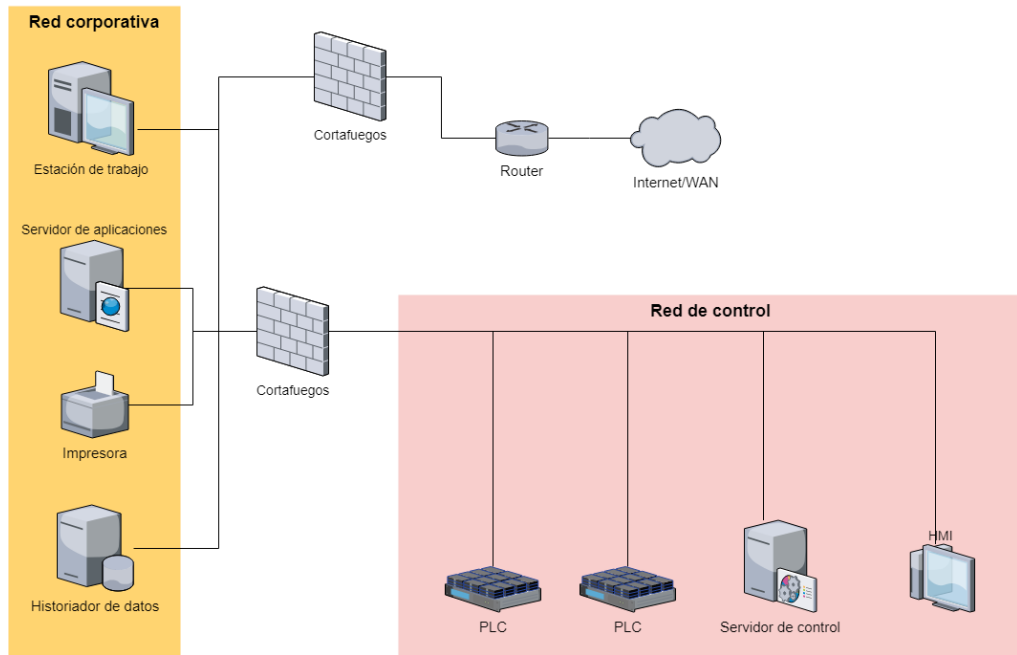 Red corporativa
Estación de trabajo
Servidor de aplicaciones
Impresora
Historiador de datos
Cortafuegos
Router
Internet/WAN
Cortafuegos
Red de control
HMI
PLC
PLC
Servidor de control